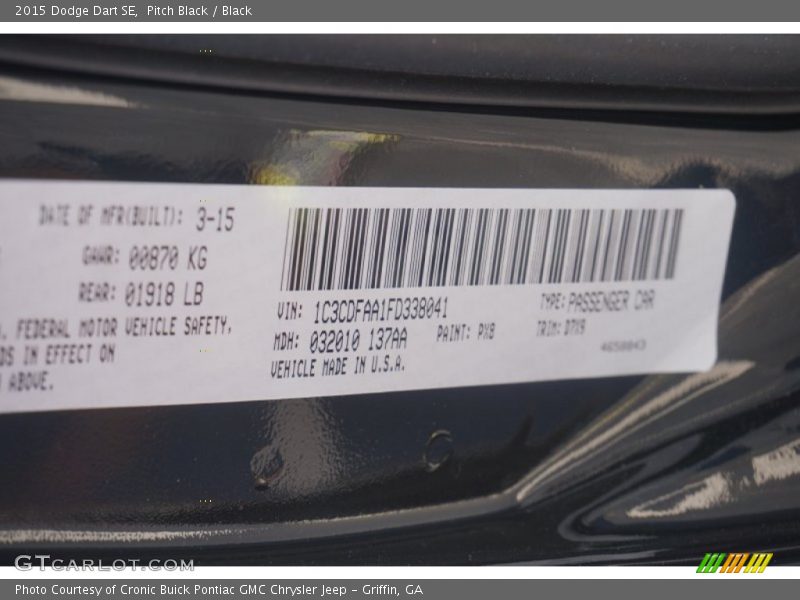 2015 Dodge Dart SE,  Pitch Black / Black
DATE OF MFR(BUILT): 3-15
GAWR: 00870 KG
REAR: 01918 LB
. FEDERAL MOTOR VEHICLE SAFETY,
DS IN EFFECT ON
ABOVE.
VIN: 1C3CDFAA1FD338041
TYPE: PASSENGER CAR
MDH: 032010 137AA
PAINT: PX8
TRIM: D7X9
VEHICLE MADE IN U.S.A.
4650843
GTCARLOT.COM
Photo Courtesy of Cronic Buick Pontiac GMC Chrysler Jeep - Griffin, GA